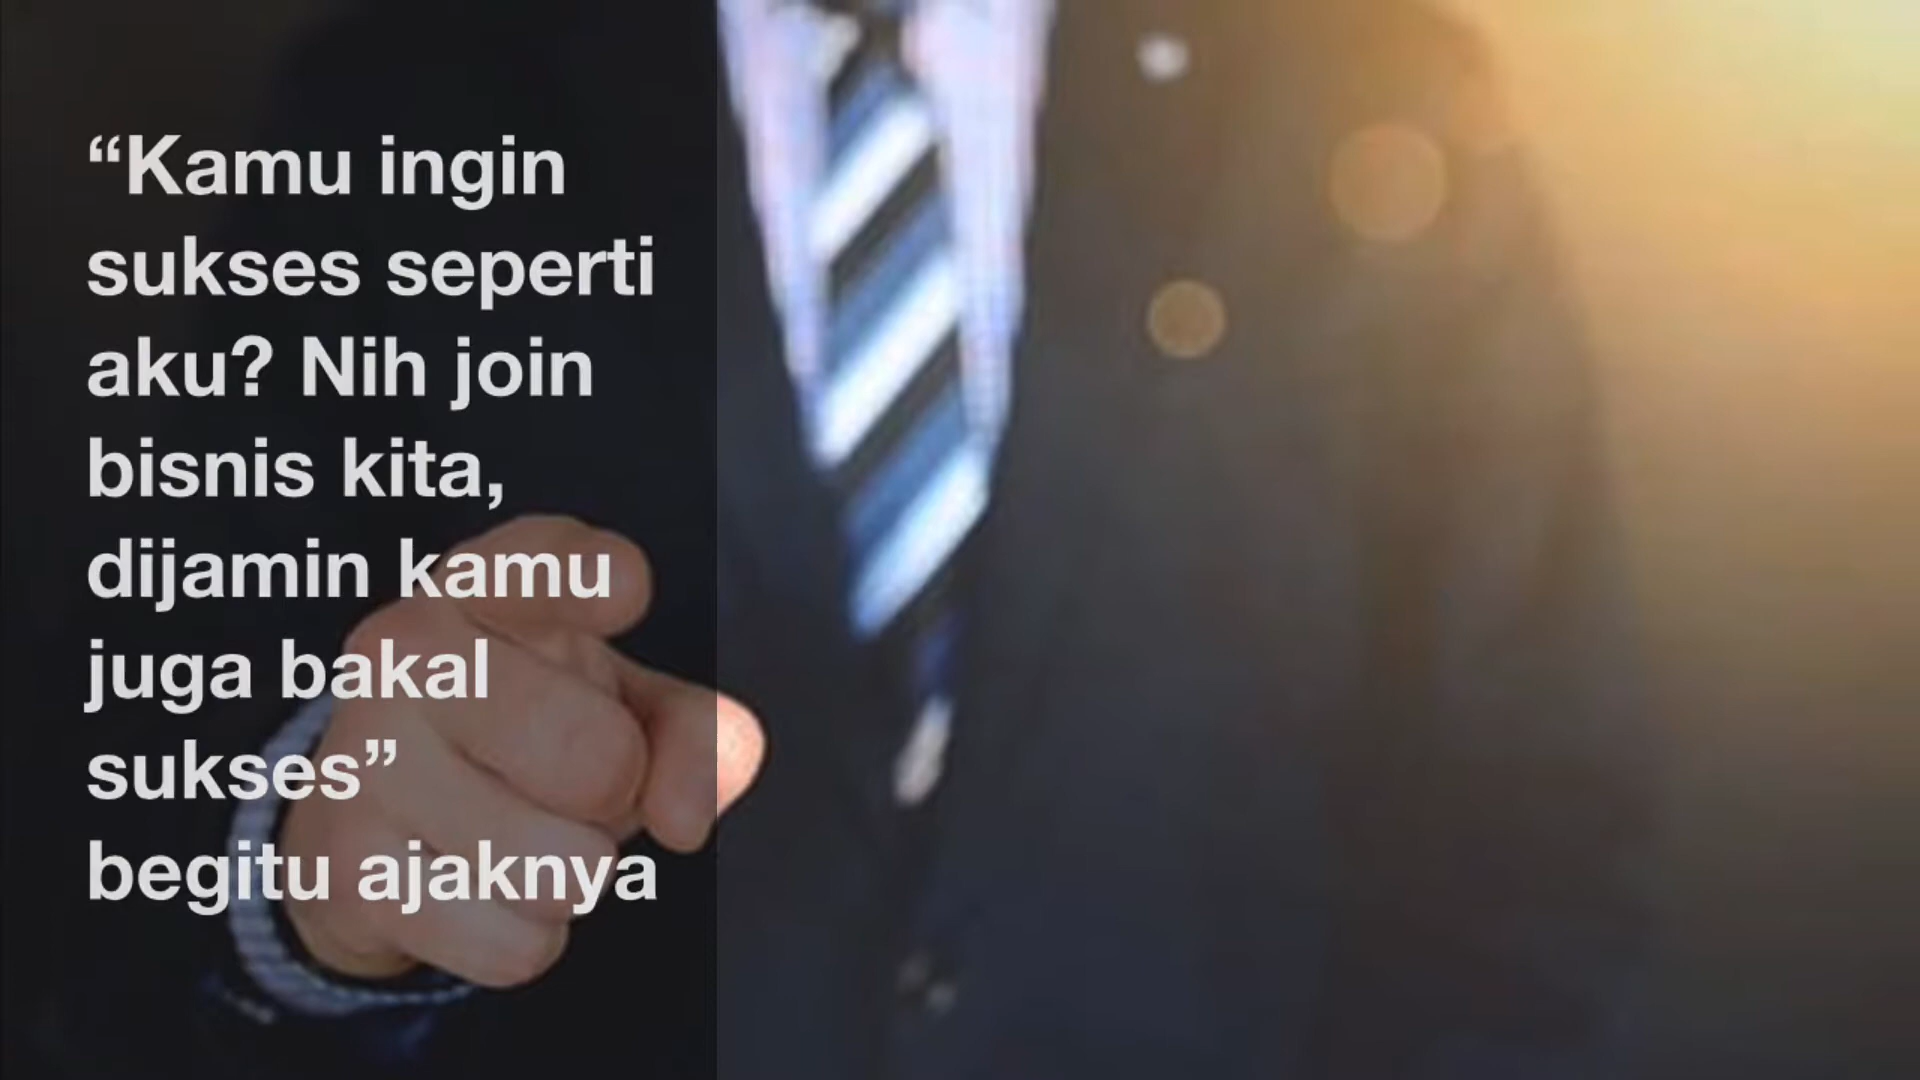 “Kamu ingin
sukses seperti
aku? Nih join
bisnis kita,
dijamin kamu
juga bakal
sukses”
begitu ajaknya